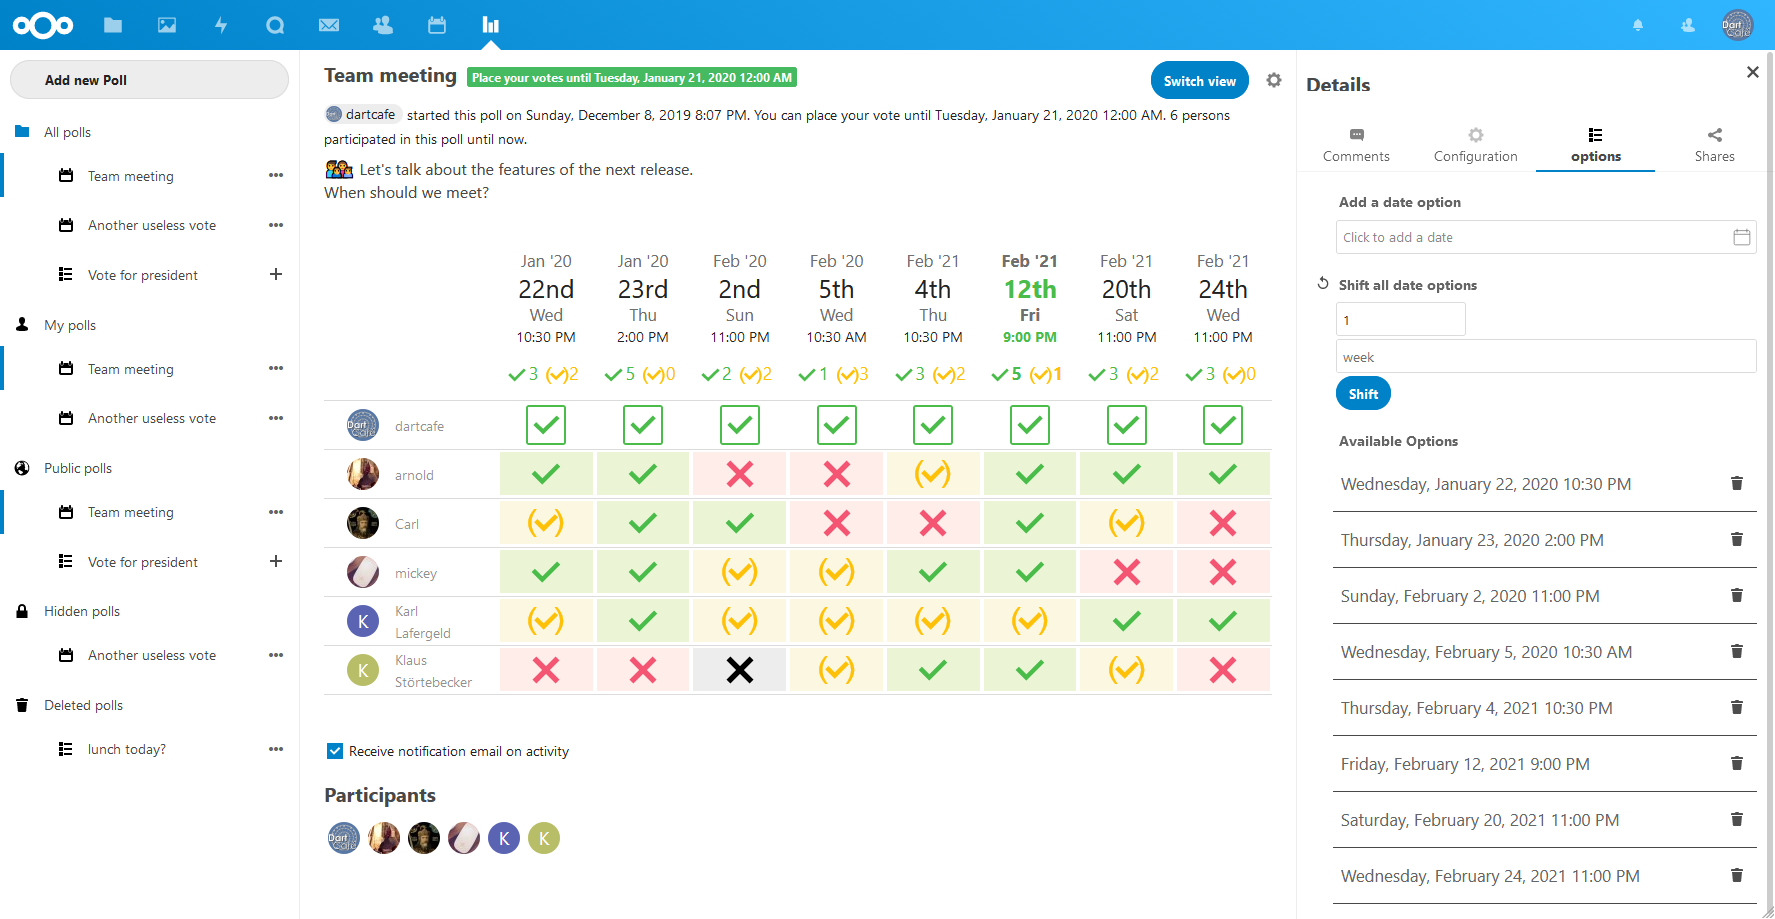 Add new Poll
All polls
Team meeting
Another useless vote
Vote for president
My polls
Team meeting
Another useless vote
Public polls
Team meeting
Vote for president
Hidden polls
Another useless vote
Deleted polls
lunch today?
Team meeting Place your votes until Tuesday, January 21, 2020 12:00 AM
Switch view
dartcafe started this poll on Sunday, December 8, 2019 8:07 PM. You can place your vote until Tuesday, January 21, 2020 12:00 AM. 6 persons
participated in this poll until now.
Let's talk about the features of the next release.
When should we meet?
Jan '20 Jan '20 Feb '20 Feb '20 Feb '21 Feb '21 Feb '21 Feb '21
22nd 23rd 2nd 5th 4th 12th 20th 24th
Wed Thu Sun Wed Thu Fri Sat Wed
10:30 PM 2:00 PM 11:00 PM 10:30 AM 10:30 PM 9:00 PM 11:00 PM 11:00 PM
3 2 5 0 2 2 1 3 3 2 5 1 3 2 3 0
Dart Café dartcafe
arnold
Carl
mickey
K Karl
Lafergeld
K Klaus
Störtebecker
Receive notification email on activity
Participants
Dart Café K K
Dart Café
Details
Comments Configuration options Shares
Add a date option
Click to add a date
Shift all date options
1
week
Shift
Available Options
Wednesday, January 22, 2020 10:30 PM
Thursday, January 23, 2020 2:00 PM
Sunday, February 2, 2020 11:00 PM
Wednesday, February 5, 2020 10:30 AM
Thursday, February 4, 2021 10:30 PM
Friday, February 12, 2021 9:00 PM
Saturday, February 20, 2021 11:00 PM
Wednesday, February 24, 2021 11:00 PM